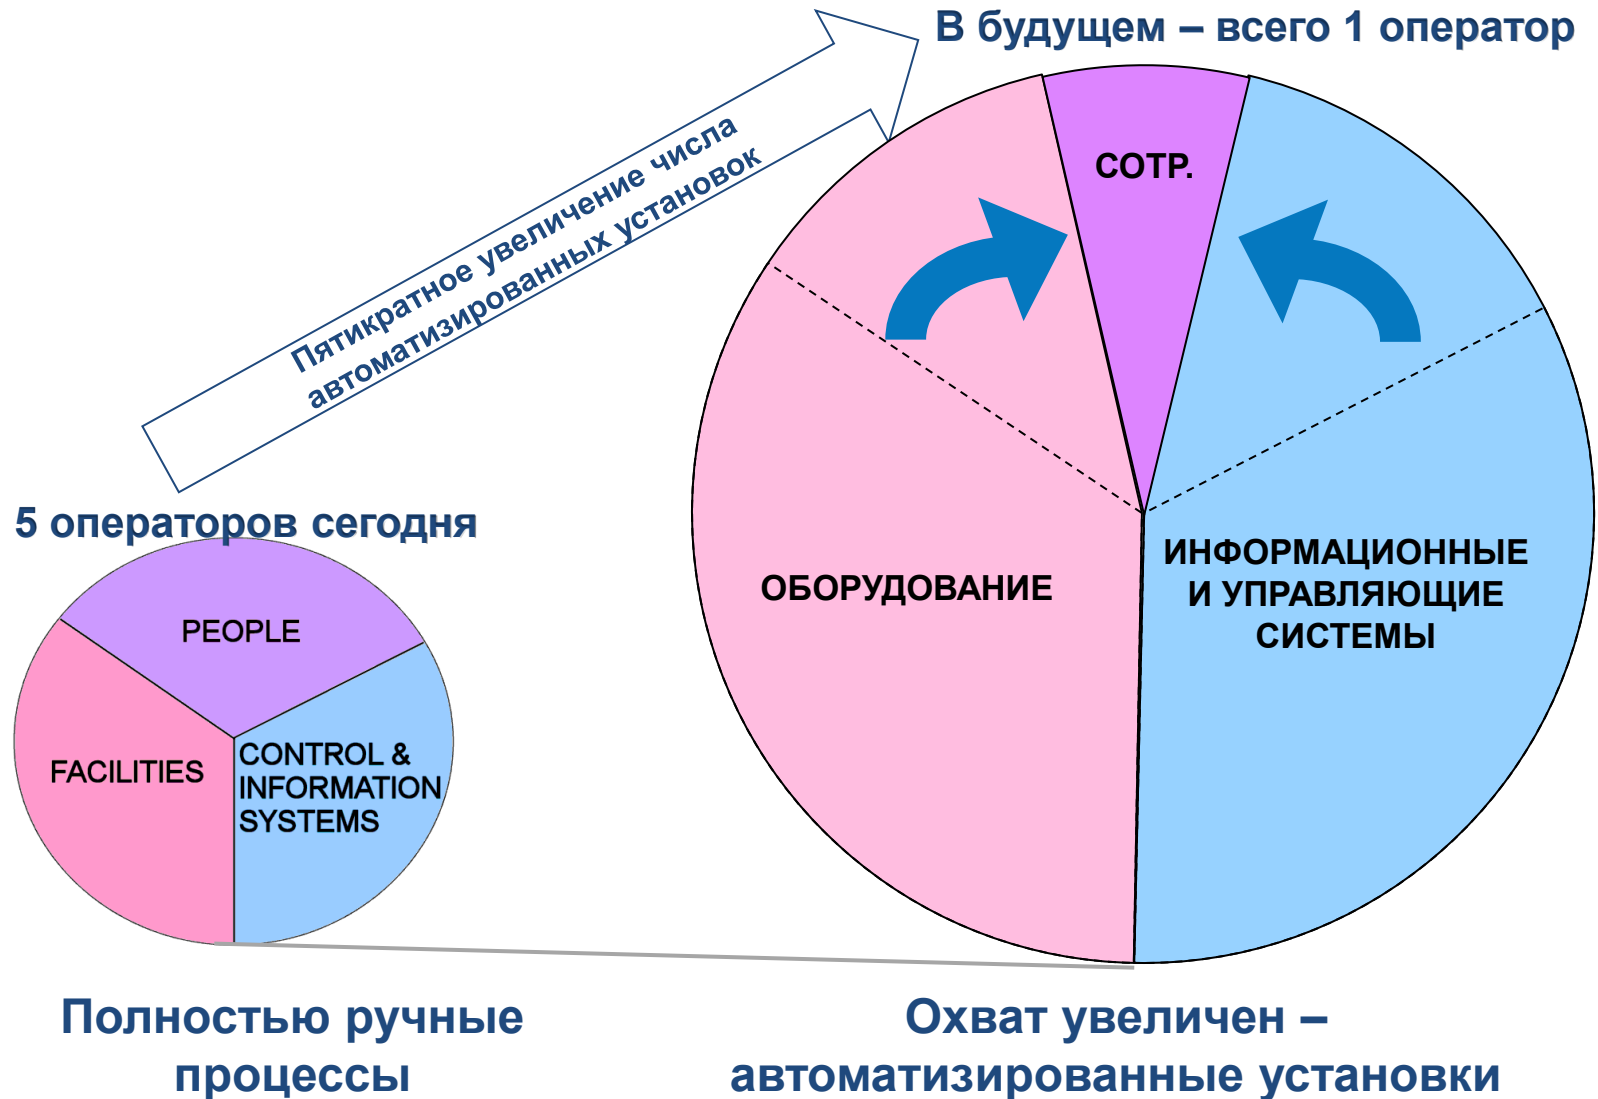 В будущем – всего 1 оператор
Пятикратное увеличение числа
автоматизированных установок
СОТР.
5 операторов сегодня
PEOPLE
FACILITIES
CONTROL &
INFORMATION
SYSTEMS
ОБОРУДОВАНИЕ
ИНФОРМАЦИОННЫЕ
И УПРАВЛЯЮЩИЕ
СИСТЕМЫ
Полностью ручные
процессы
Охват увеличен –
автоматизированные установки